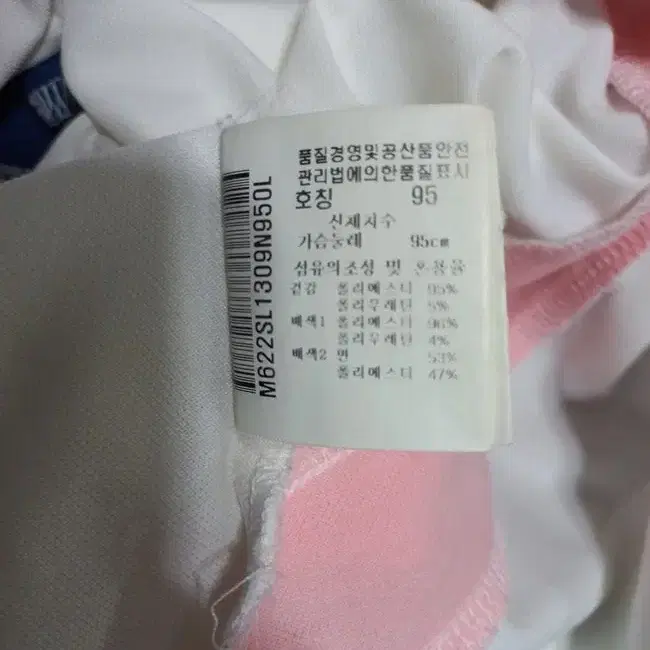 품질경영및공산품안전
관리법에의한품질표시
호칭 95
신체치수
가슴둘레 95cm
섬유의조성 및 혼용율
겉감 폴리에스터 95%
폴리우레탄 5%
배색1 폴리에스터 96%
폴리우레탄 4%
배색2 면 53%
폴리에스터 47%
M622SL1309N950L